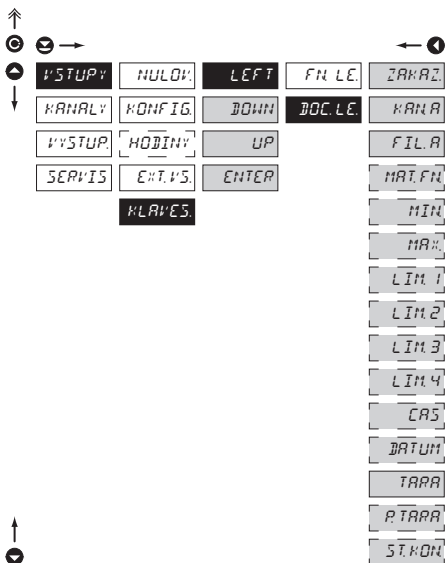 VSTUPY NULOV. LEFT FN. LE. ZAKAZ.
KANALY KONFIG. DOWN DOC. LE. KAN. A
VYSTUP. HODINY UP FIL. A
SERVIS EXT. VS. ENTER MAT. FN.
KLAVES. MIN.
MAX.
LIM. 1
LIM. 2
LIM. 3
LIM. 4
CAS
DATUM
TARA
P. TARA
ST. KON.